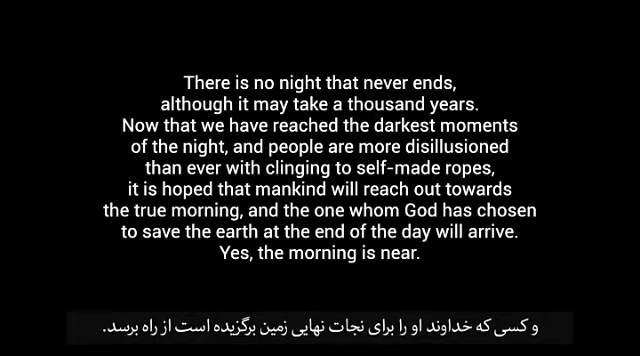 There is no night that never ends,
although it may take a thousand years.
Now that we have reached the darkest moments
of the night, and people are more disillusioned
than ever with clinging to self-made ropes,
it is hoped that mankind will reach out towards
the true morning, and the one whom God has chosen
to save the earth at the end of the day will arrive.
Yes, the morning is near.
و کسی که خداوند او را برای نجات نهایی زمین برگزیده است از راه برسد.